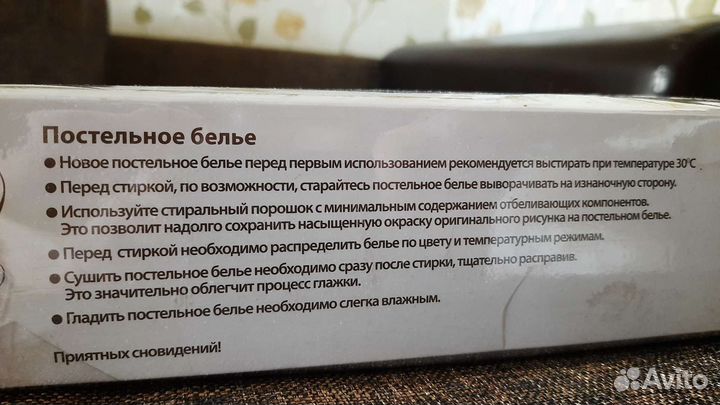 Постельное белье
● Новое постельное белье перед первым использованием рекомендуется выстирать при температуре 30°С
● Перед стиркой, по возможности, старайтесь постельное белье выворачивать на изнаночную сторону.
● Используйте стиральный порошок с минимальным содержанием отбеливающих компонентов.
Это позволит надолго сохранить насыщенную окраску оригинального рисунка на постельном белье.
● Перед стиркой необходимо распределить белье по цвету и температурным режимам.
● Сушить постельное белье необходимо сразу после стирки, тщательно расправив.
Это значительно облегчит процесс глажки.
● Гладить постельное белье необходимо слегка влажным.
Приятных сновидений!
Avito